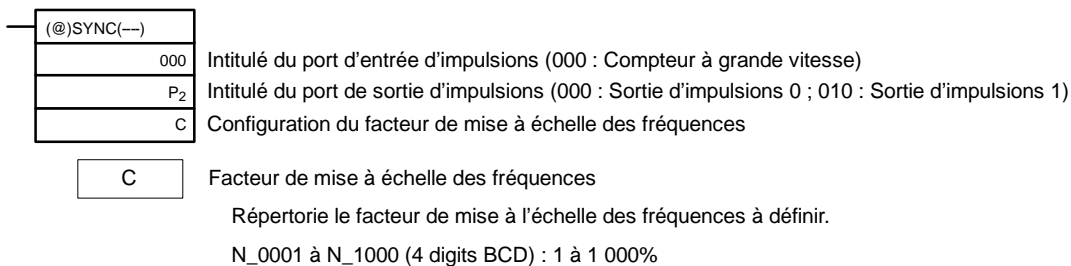 (@)SYNC(---)
000 Intitulé du port d'entrée d'impulsions (000 : Compteur à grande vitesse)
P2 Intitulé du port de sortie d'impulsions (000 : Sortie d'impulsions 0 ; 010 : Sortie d'impulsions 1)
C Configuration du facteur de mise à échelle des fréquences
C Facteur de mise à échelle des fréquences
Répertorie le facteur de mise à l'échelle des fréquences à définir.
N_0001 à N_1000 (4 digits BCD) : 1 à 1 000%